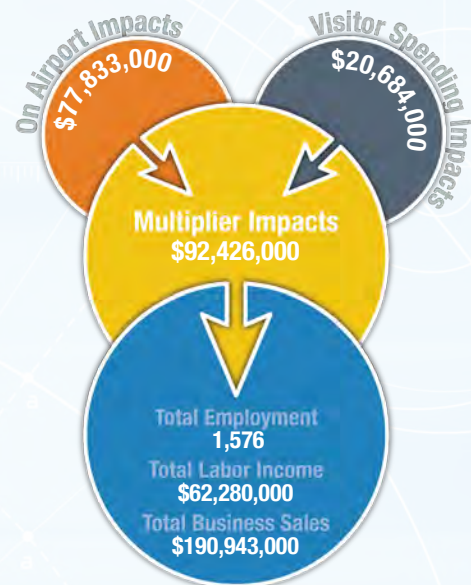 On Airport Impacts
$77,833,000
Visitor Spending Impacts
$20,684,000
Multiplier Impacts
$92,426,000
Total Employment
1,576
Total Labor Income
$62,280,000
Total Business Sales
$190,943,000